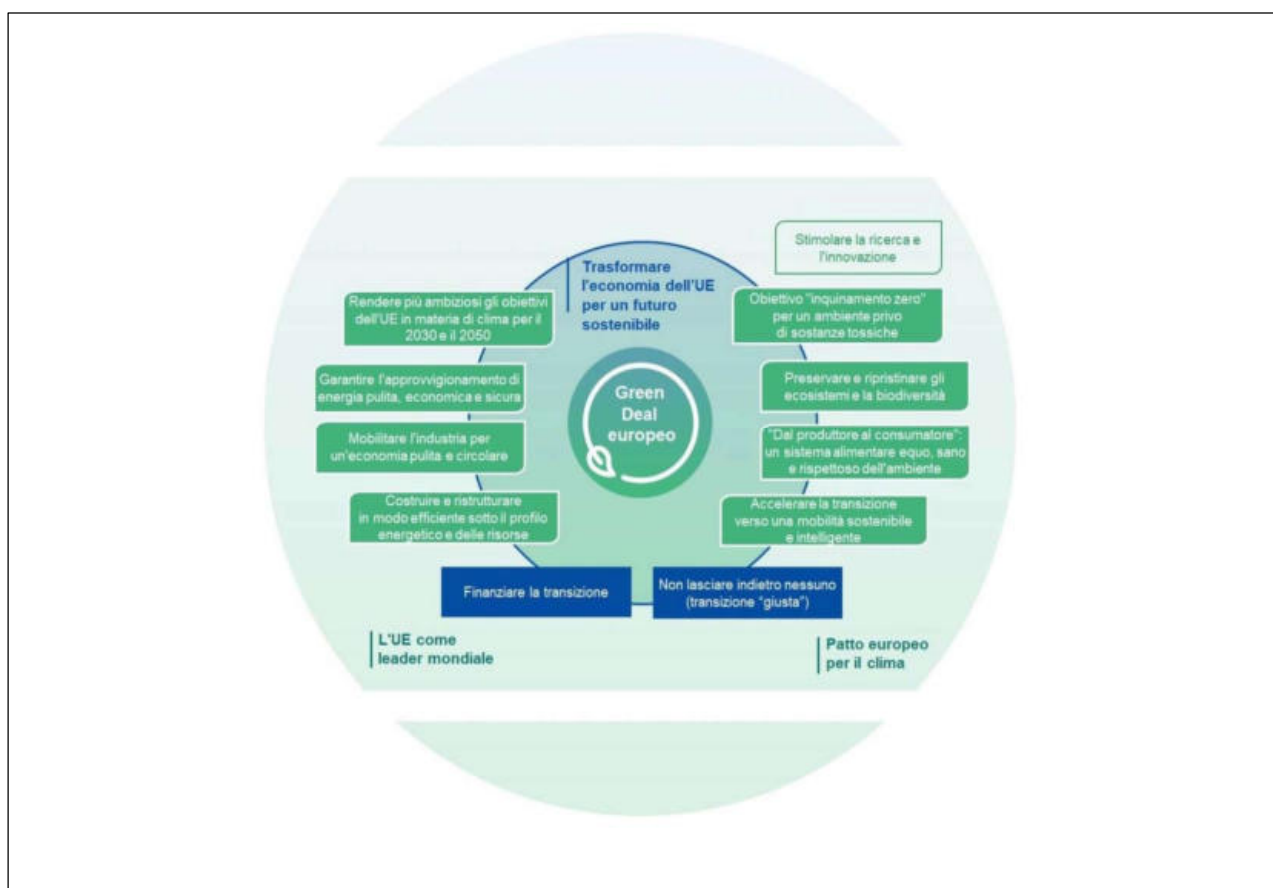 Stimolare la ricerca e
l'innovazione
Trasformare
l'economia dell'UE
per un futuro
sostenibile
Rendere più ambiziosi gli obiettivi
dell'UE in materia di clima per il
2030 e il 2050
Obiettivo "inquinamento zero"
per un ambiente privo
di sostanze tossiche
Garantire l'approvvigionamento di
energia pulita, economica e sicura
Preservare e ripristinare gli
ecosistemi e la biodiversità
Green
Deal
europeo
Mobilitare l'industria per
un'economia pulita e circolare
"Dal produttore al consumatore":
un sistema alimentare equo, sano
e rispettoso dell'ambiente
Costruire e ristrutturare
in modo efficiente sotto il profilo
energetico e delle risorse
Accelerare la transizione
verso una mobilità sostenibile
e intelligente
Finanziare la transizione
Non lasciare indietro nessuno
(transizione "giusta")
L'UE come
leader mondiale
Patto europeo
per il clima